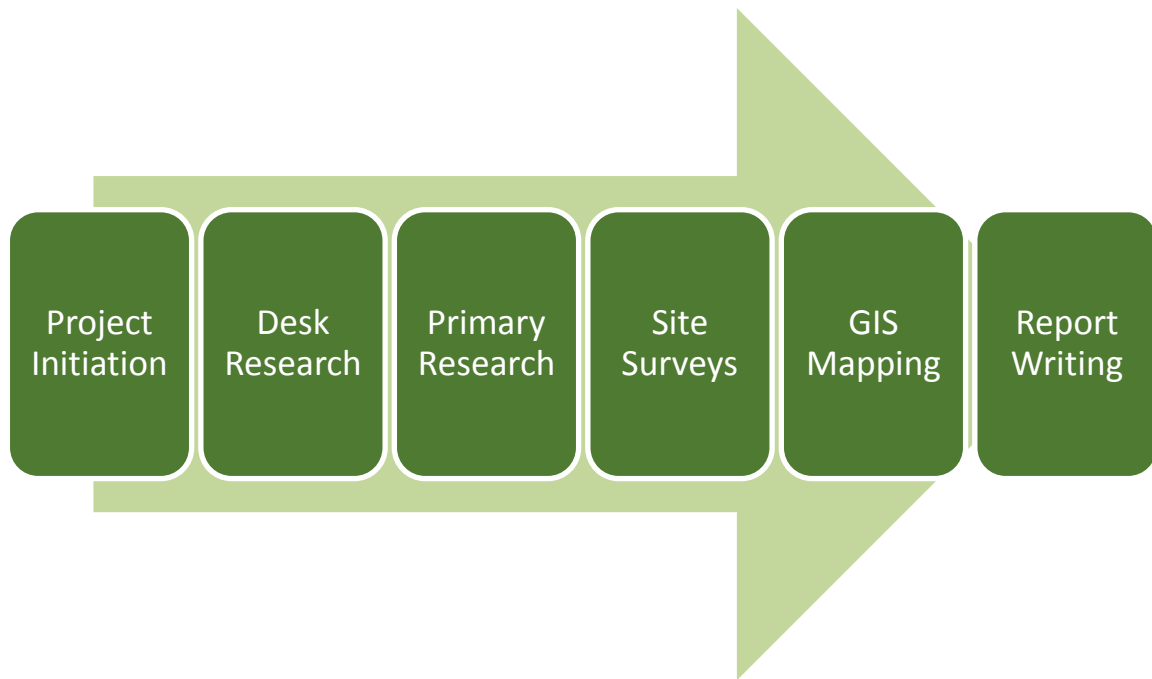 Project
Initiation
Desk
Research
Primary
Research
Site
Surveys
GIS
Mapping
Report
Writing